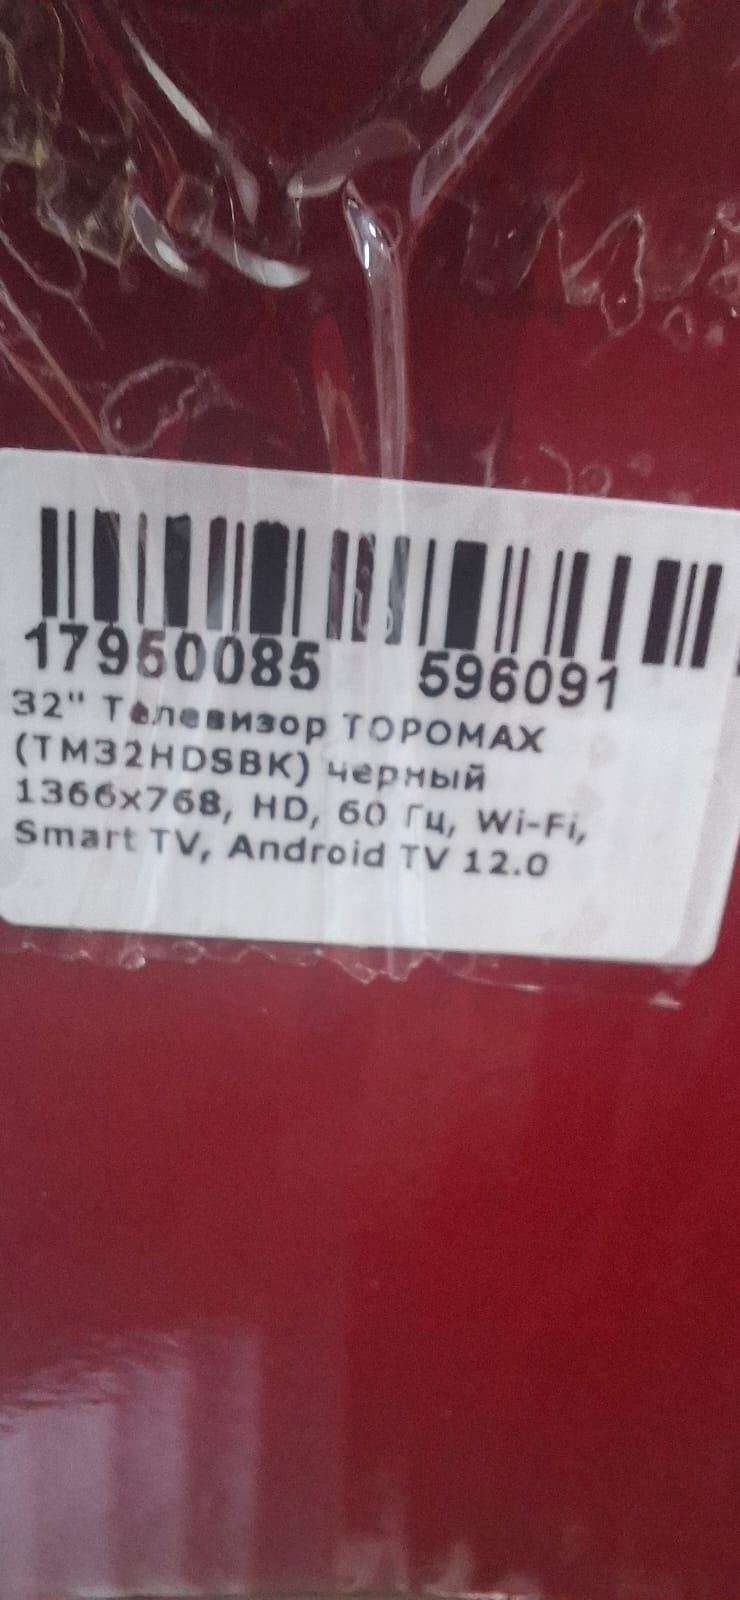 17950085 596091
32" Телевизор TOPOMAX
(TM32HDSBK) черный
1366x768, HD, 60 Гц, Wi-Fi,
Smart TV, Android TV 12.0